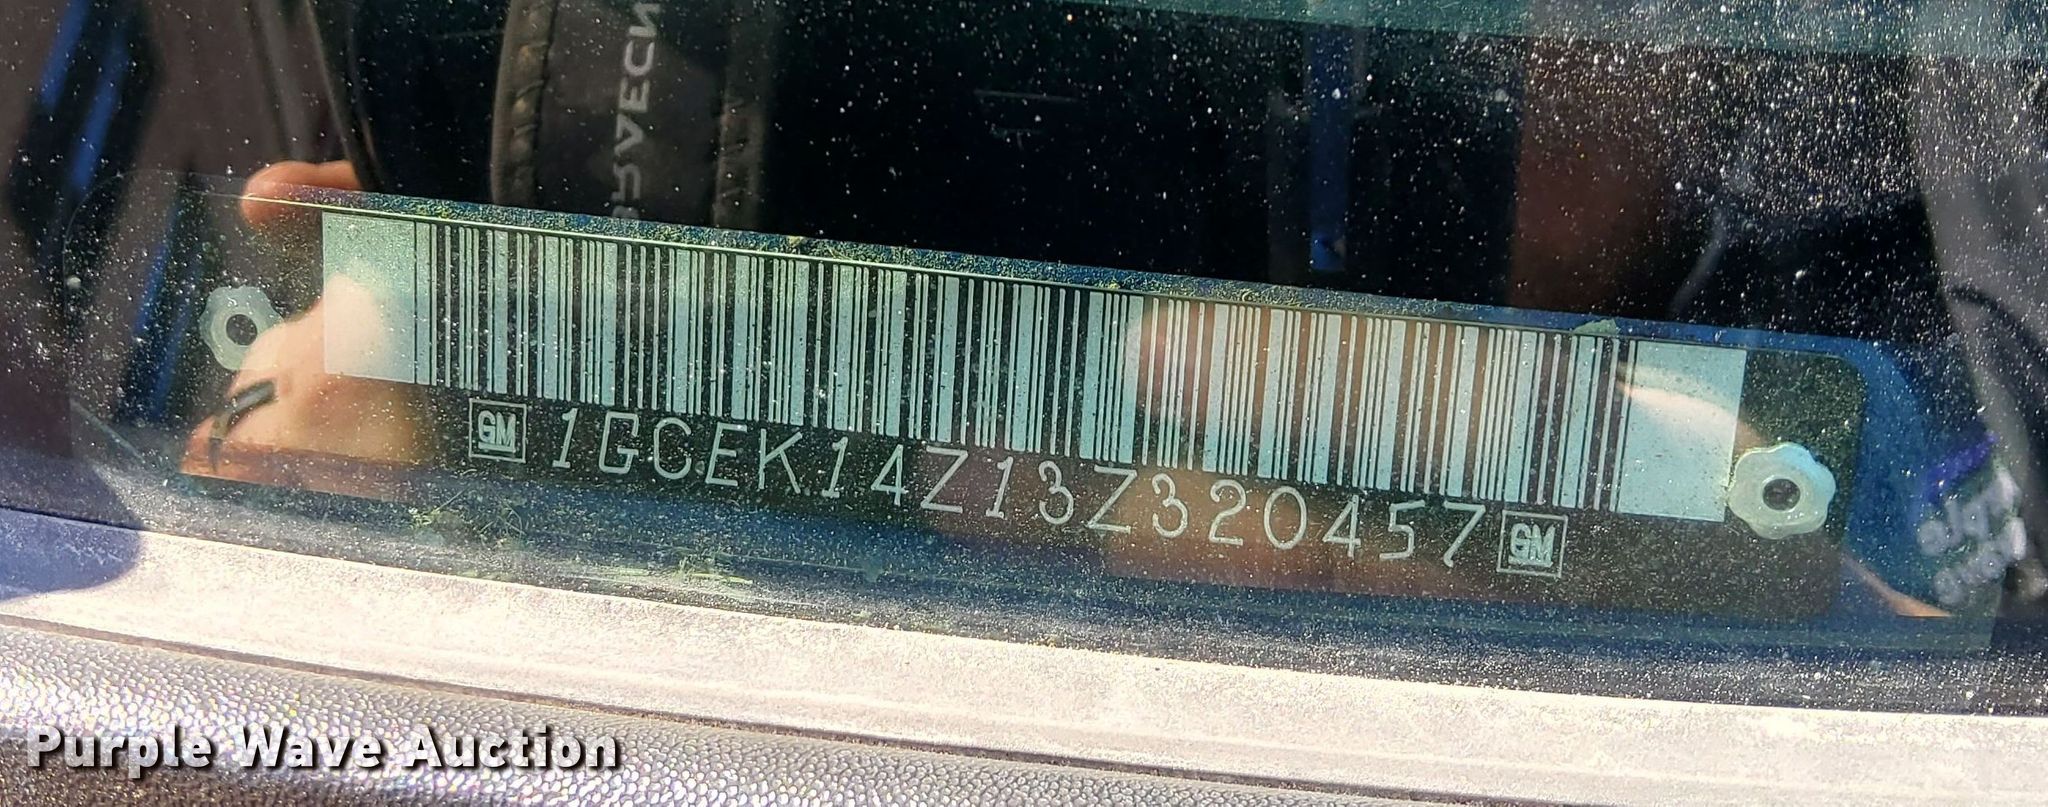 GM 1GCEK14Z13Z320457 GM
Purple Wave Auction